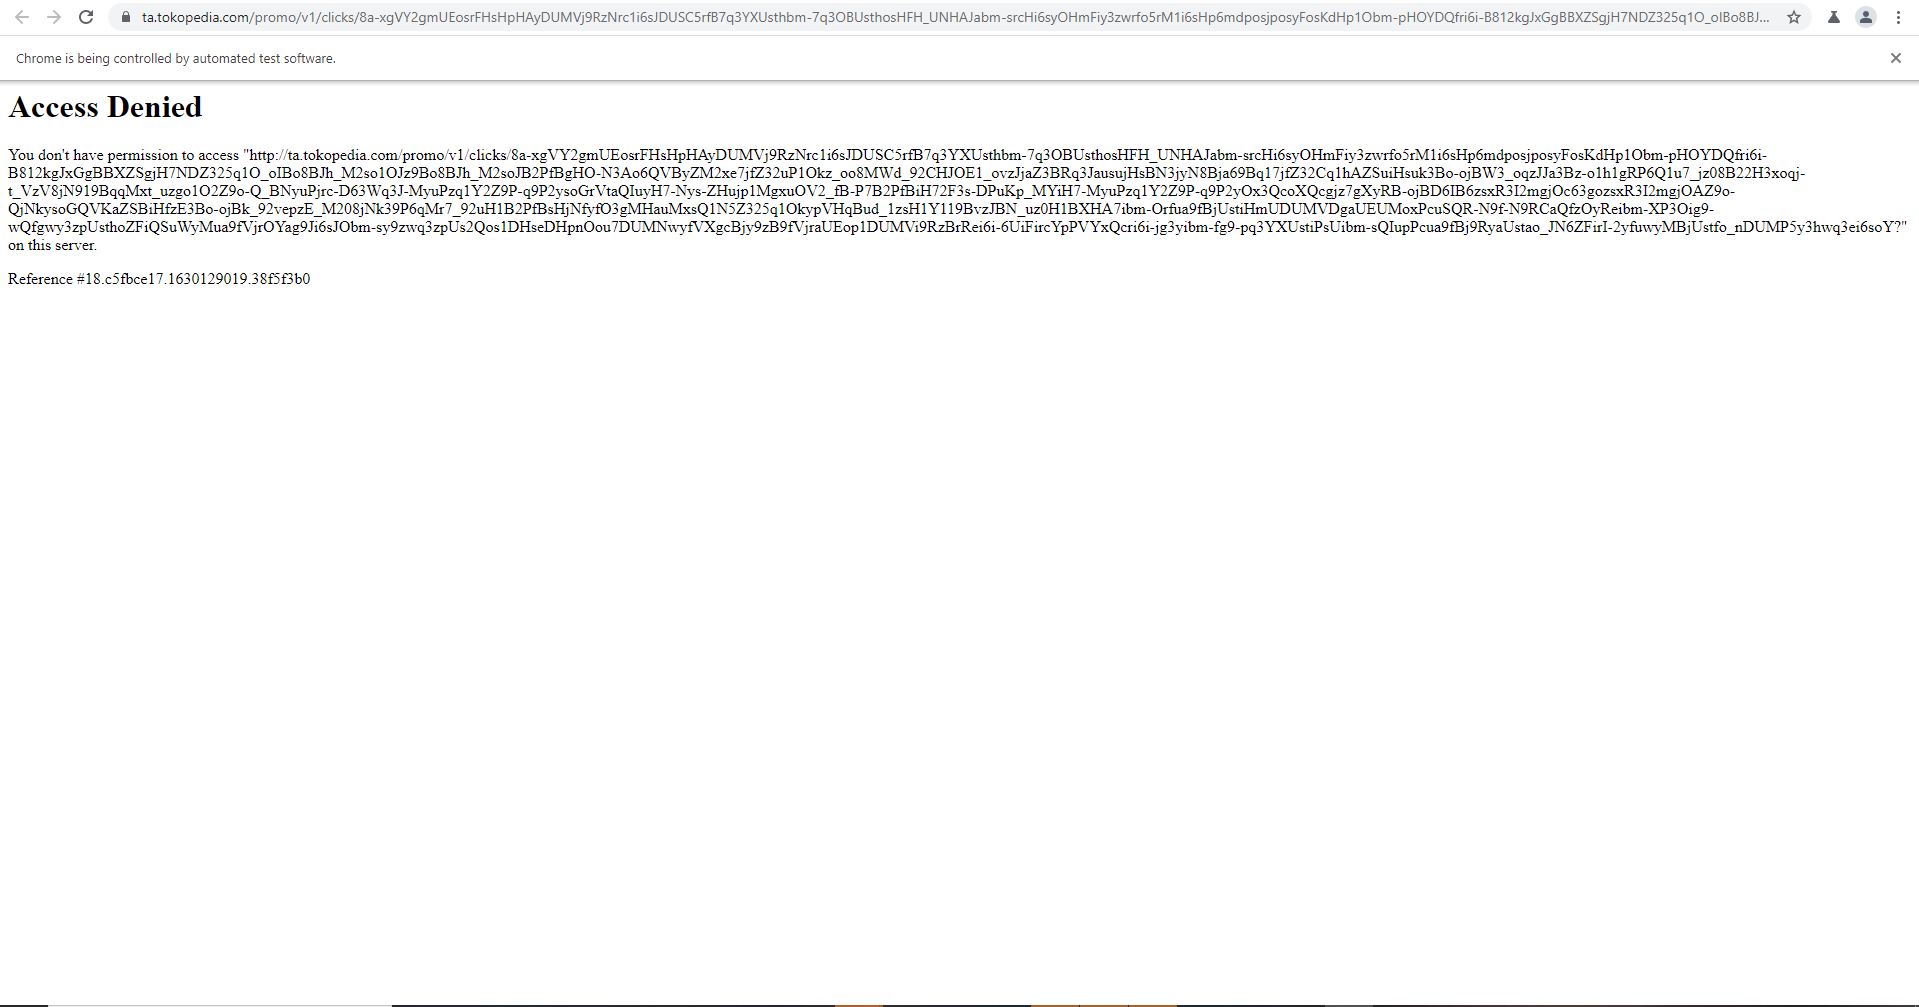 ta.tokopedia.com/promo/v1/clicks/8a-xgVY2gmUEosrFHsHpHAyDUMVj9RzNrc1i6sJDUSC5rfB7q3YXUsthbm-7q3OBUsthosHFH_UNHAJabm-srcHi6syOHmFiy3zwrfo5rM1i6sHp6mdposjposyFosKdHp1Obm-pHOYDQfri6i-B812kgJxGgBBXZSgjH7NDZ325q1O_oIBo8BJ...
Chrome is being controlled by automated test software.
Access Denied
You don't have permission to access "http://ta.tokopedia.com/promo/v1/clicks/8a-xgVY2gmUEosrFHsHpHAyDUMVj9RzNrc1i6sJDUSC5rfB7q3YXUsthbm-7q3OBUsthosHFH_UNHAJabm-srcHi6syOHmFiy3zwrfo5rM1i6sHp6mdposjposyFosKdHp1Obm-pHOYDQfri6i-
B812kgJxGgBBXZSgjH7NDZ325q1O_oIBo8BJh_M2so1OJz9Bo8BJh_M2soJB2PfBgHO-N3Ao6QVByZM2xe7jfZ32uP1Okz_oo8MWd_92CHJOE1_ovzJjaZ3BRq3JausujHsBN3jyN8Bja69Bq17jfZ32Cq1hAZSuiHsuk3Bo-ojBW3_oqzJJa3Bz-o1h1gRP6Q1u7_jz08B22H3xoqj-
t_VzV8jN919BqqMxt_uzgo1O2Z9o-Q_BNyuPjrc-D63Wq3J-MyuPzq1Y2Z9P-q9P2ysoGrVtaQIuyH7-Nys-ZHujp1MgxuOV2_fB-P7B2PfBiH72F3s-DPuKp_MYiH7-MyuPzq1Y2Z9P-q9P2yOx3QcoXQcgjz7gXyRB-ojBD6IB6zsxR3I2mgjOc63gozsxR3I2mgjOAZ9o-
QjNkysoGQVKaZSBiHfzE3Bo-ojBk_92vepzE_M208jNk39P6qMr7_92uH1B2PfBsHjNfyfO3gMHauMxsQ1N5Z325q1OkypVHqBud_1zsH1Y119BvzJBN_uz0H1BXHA7ibm-Orfua9fBjUstiHmUDUMVDgaUEUMoxPcuSQR-N9f-N9RCaQfzOyReibm-XP3Oig9-
wQfgwy3zpUsthoZFiQSuWyMua9fVjrOYag9Ji6sJObm-sy9zwq3zpUs2Qos1DHseDHpnOou7DUMNwyfVXgcBjy9zB9fVjraUEop1DUMVi9RzBrRei6i-6UiFircYpPVYxQcri6i-jg3yibm-fg9-pq3YXUstiPsUibm-sQIupPcua9fBj9RyaUstao_JN6ZFirI-2yfuwyMBjUstfo_nDUMP5y3hwq3ei6soY?"
on this server.
Reference #18.c5fbce17.1630129019.38f5f3b0